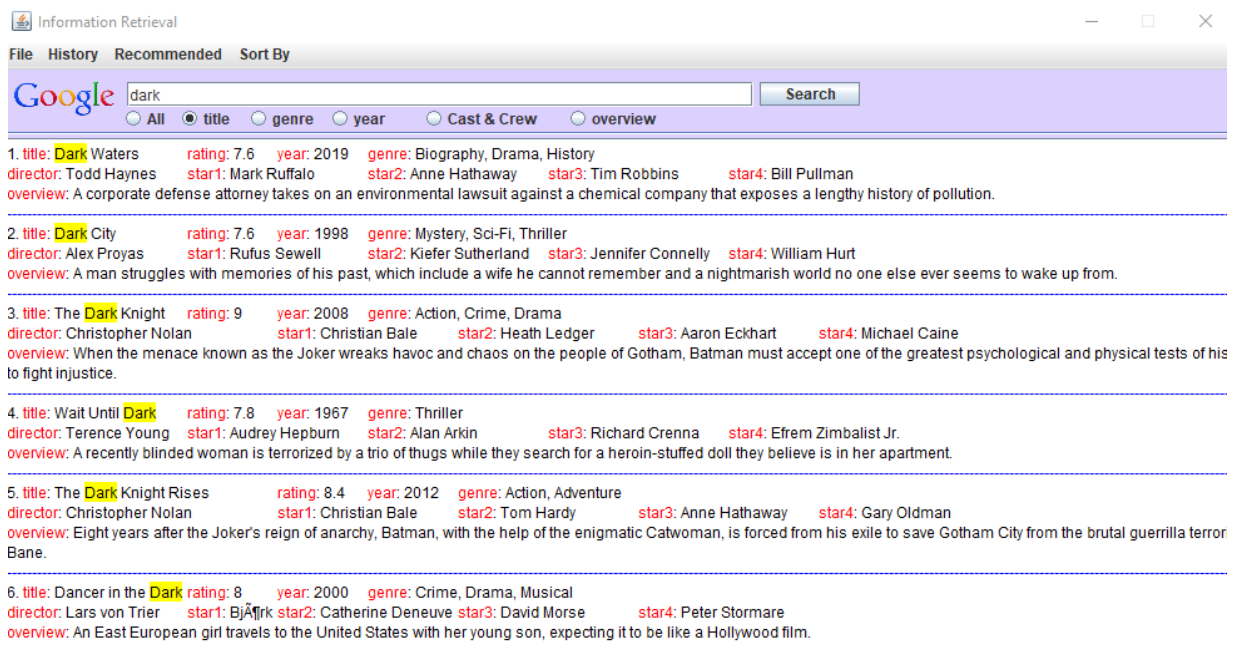 Information Retrieval
File History Recommended Sort By
Google dark Search
All title genre year Cast & Crew overview
1. title: Dark Waters rating: 7.6 year: 2019 genre: Biography, Drama, History
director: Todd Haynes star1: Mark Ruffalo star2: Anne Hathaway star3: Tim Robbins star4: Bill Pullman
overview: A corporate defense attorney takes on an environmental lawsuit against a chemical company that exposes a lengthy history of pollution.
2. title: Dark City rating: 7.6 year: 1998 genre: Mystery, Sci-Fi, Thriller
director: Alex Proyas star1: Rufus Sewell star2: Kiefer Sutherland star3: Jennifer Connelly star4: William Hurt
overview: A man struggles with memories of his past, which include a wife he cannot remember and a nightmarish world no one else ever seems to wake up from.
3. title: The Dark Knight rating: 9 year: 2008 genre: Action, Crime, Drama
director: Christopher Nolan star1: Christian Bale star2: Heath Ledger star3: Aaron Eckhart star4: Michael Caine
overview: When the menace known as the Joker wreaks havoc and chaos on the people of Gotham, Batman must accept one of the greatest psychological and physical tests of his
to fight injustice.
4. title: Wait Until Dark rating: 7.8 year: 1967 genre: Thriller
director: Terence Young star1: Audrey Hepburn star2: Alan Arkin star3: Richard Crenna star4: Efrem Zimbalist Jr.
overview: A recently blinded woman is terrorized by a trio of thugs while they search for a heroin-stuffed doll they believe is in her apartment.
5. title: The Dark Knight Rises rating: 8.4 year: 2012 genre: Action, Adventure
director: Christopher Nolan star1: Christian Bale star2: Tom Hardy star3: Anne Hathaway star4: Gary Oldman
overview: Eight years after the Joker's reign of anarchy, Batman, with the help of the enigmatic Catwoman, is forced from his exile to save Gotham City from the brutal guerrilla terrori
Bane.
6. title: Dancer in the Dark rating: 8 year: 2000 genre: Crime, Drama, Musical
director: Lars von Trier star1: BjÃ¶rk star2: Catherine Deneuve star3: David Morse star4: Peter Stormare
overview: An East European girl travels to the United States with her young son, expecting it to be like a Hollywood film.